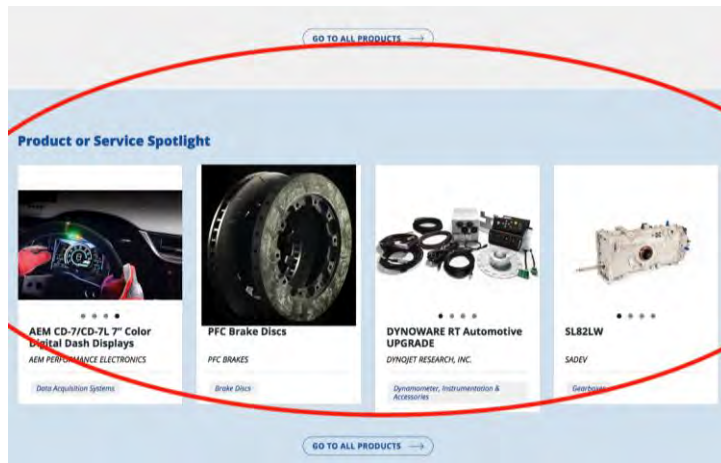 GO TO ALL PRODUCTS
Product or Service Spotlight
AEM CD-7/CD-7L 7" Color
Digital Dash Displays
AEM PERFORMANCE ELECTRONICS
Data Acquisition Systems
PFC Brake Discs
PFC BRAKES
Brake Discs
DYNOWARE RT Automotive
UPGRADE
DYNOJET RESEARCH, INC.
Dynamometer, Instrumentation &
Accessories
SL82LW
SADEV
Gearboxes
GO TO ALL PRODUCTS